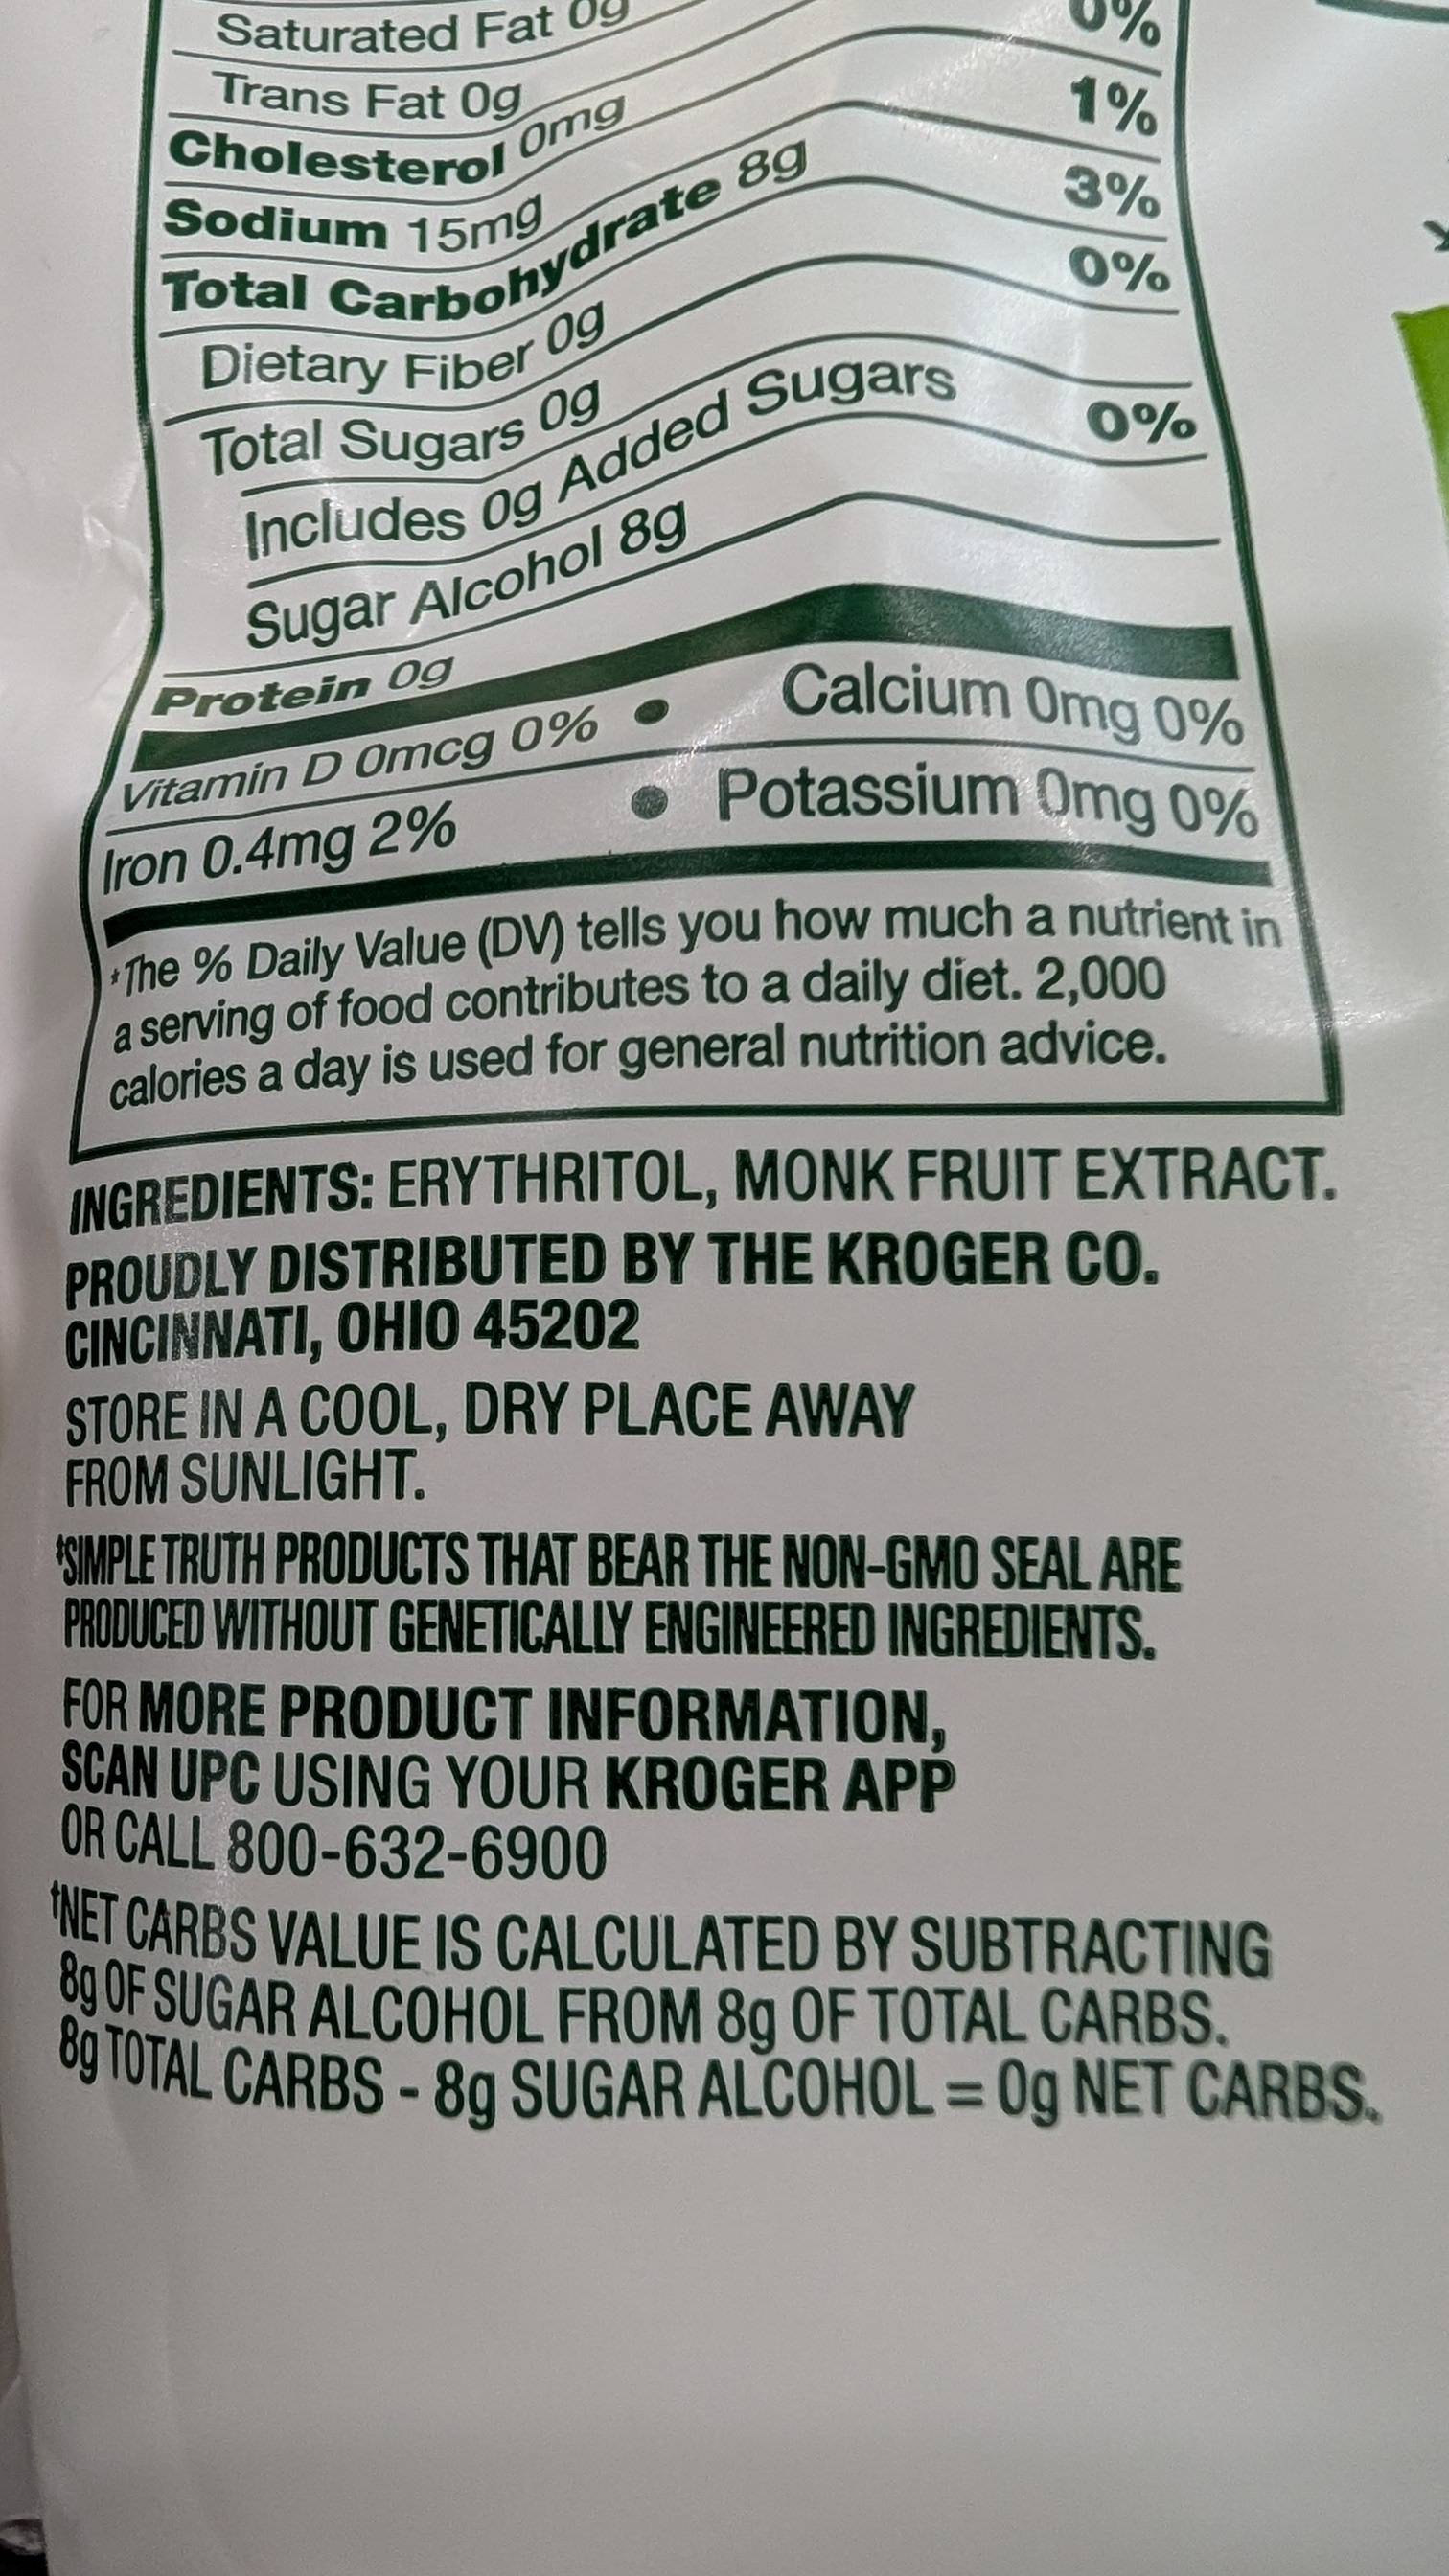 Saturated Fat 0g 0%
Trans Fat 0g
Cholesterol 0mg 0%
Sodium 15mg 1%
Total Carbohydrate 8g 3%
Dietary Fiber 0g 0%
Total Sugars 0g
Includes 0g Added Sugars 0%
Sugar Alcohol 8g
Protein 0g
Vitamin D 0mcg 0% • Calcium 0mg 0%
Iron 0.4mg 2% • Potassium 0mg 0%
*The % Daily Value (DV) tells you how much a nutrient in
a serving of food contributes to a daily diet. 2,000
calories a day is used for general nutrition advice.
INGREDIENTS: ERYTHRITOL, MONK FRUIT EXTRACT.
PROUDLY DISTRIBUTED BY THE KROGER CO.
CINCINNATI, OHIO 45202
STORE IN A COOL, DRY PLACE AWAY
FROM SUNLIGHT.
‡SIMPLE TRUTH PRODUCTS THAT BEAR THE NON-GMO SEAL ARE
PRODUCED WITHOUT GENETICALLY ENGINEERED INGREDIENTS.
FOR MORE PRODUCT INFORMATION,
SCAN UPC USING YOUR KROGER APP
OR CALL 800-632-6900
†NET CARBS VALUE IS CALCULATED BY SUBTRACTING
8g OF SUGAR ALCOHOL FROM 8g OF TOTAL CARBS.
8g TOTAL CARBS - 8g SUGAR ALCOHOL = 0g NET CARBS.